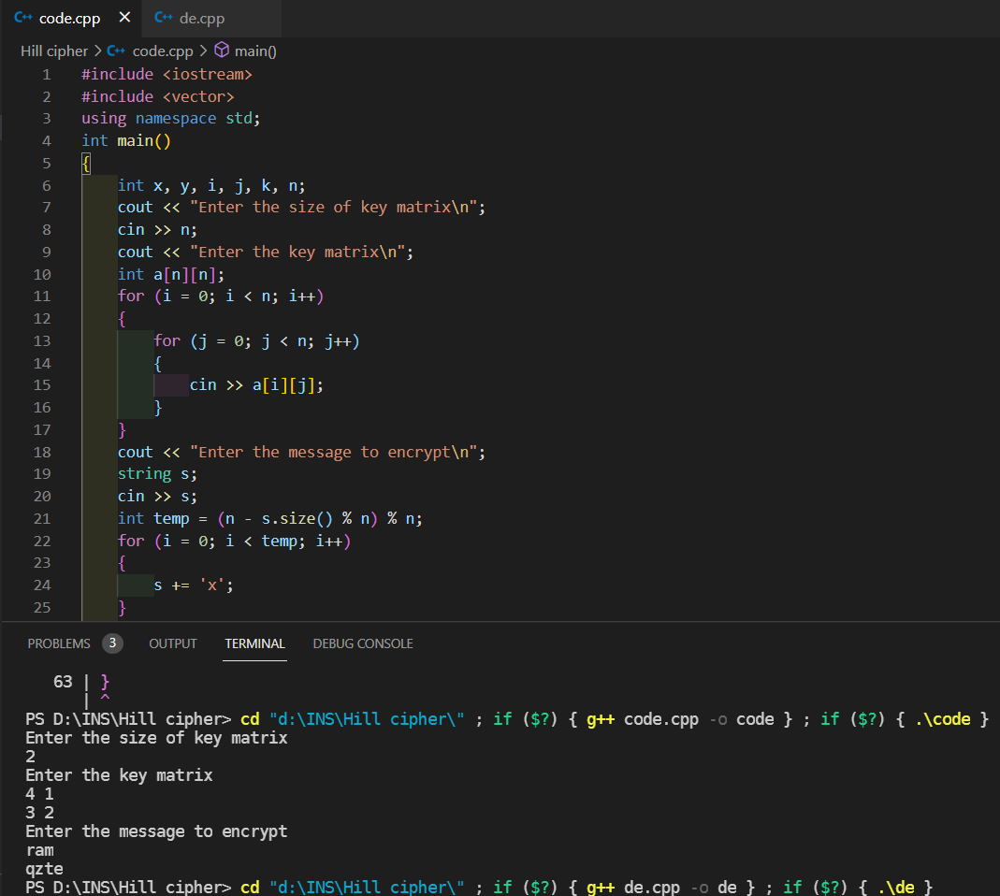 code.cpp × de.cpp
Hill cipher > code.cpp > main()
1 #include <iostream>
2 #include <vector>
3 using namespace std;
4 int main()
5 {
6 int x, y, i, j, k, n;
7 cout << "Enter the size of key matrix\n";
8 cin >> n;
9 cout << "Enter the key matrix\n";
10 int a[n][n];
11 for (i = 0; i < n; i++)
12 {
13 for (j = 0; j < n; j++)
14 {
15 cin >> a[i][j];
16 }
17 }
18 cout << "Enter the message to encrypt\n";
19 string s;
20 cin >> s;
21 int temp = (n - s.size() % n) % n;
22 for (i = 0; i < temp; i++)
23 {
24 s += 'x';
25 }
PROBLEMS 3 OUTPUT TERMINAL DEBUG CONSOLE
63 | }
| ^
PS D:\INS\Hill cipher> cd "d:\INS\Hill cipher\" ; if ($?) { g++ code.cpp -o code } ; if ($?) { .\code }
Enter the size of key matrix
2
Enter the key matrix
4 1
3 2
Enter the message to encrypt
ram
qzte
PS D:\INS\Hill cipher> cd "d:\INS\Hill cipher\" ; if ($?) { g++ de.cpp -o de } ; if ($?) { .\de }